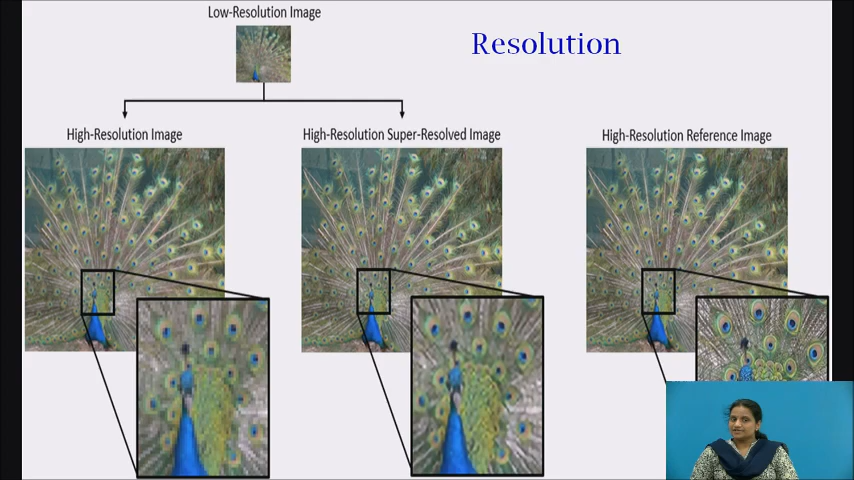 Low-Resolution Image
Resolution
High-Resolution Image
High-Resolution Super-Resolved Image
High-Resolution Reference Image